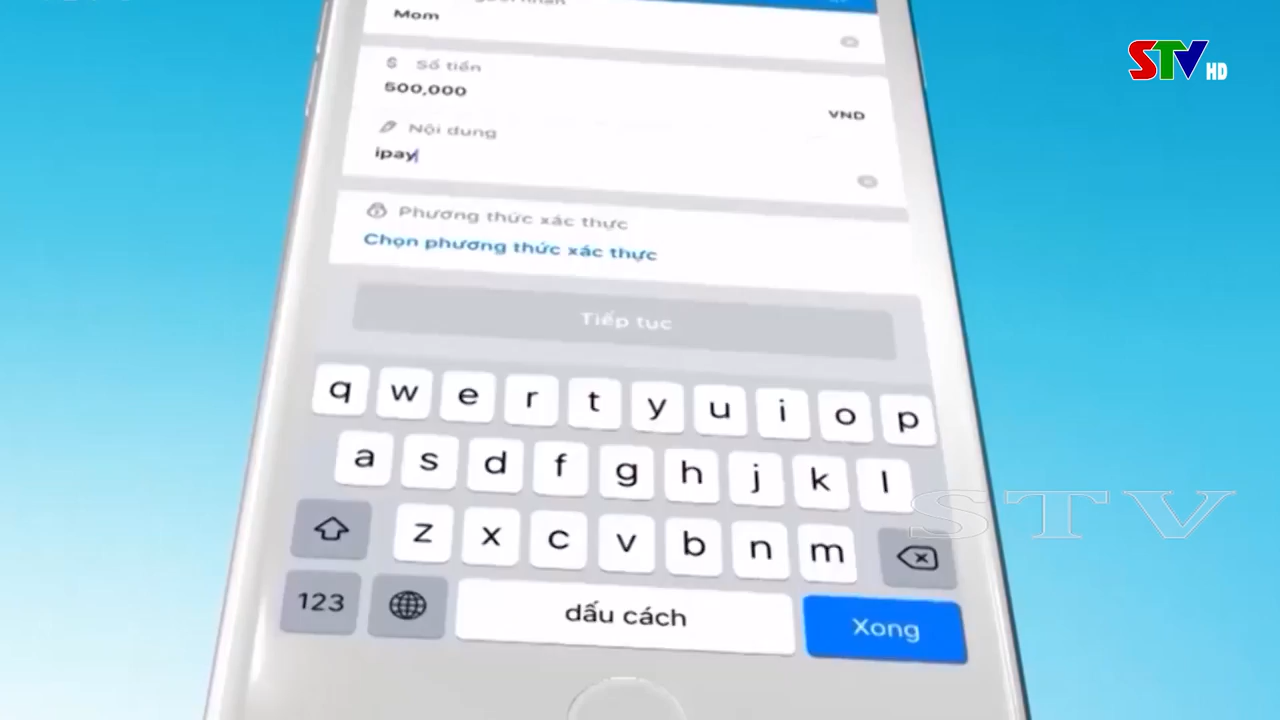 Mom
STV HD
$ Số tiền
500,000
VND
Nội dung
ipay
Phương thức xác thực
Chọn phương thức xác thực
Tiếp tục
q w e r t y u i o p
a s d f g h j k l
STV
z x c v b n m
123
dấu cách
Xong